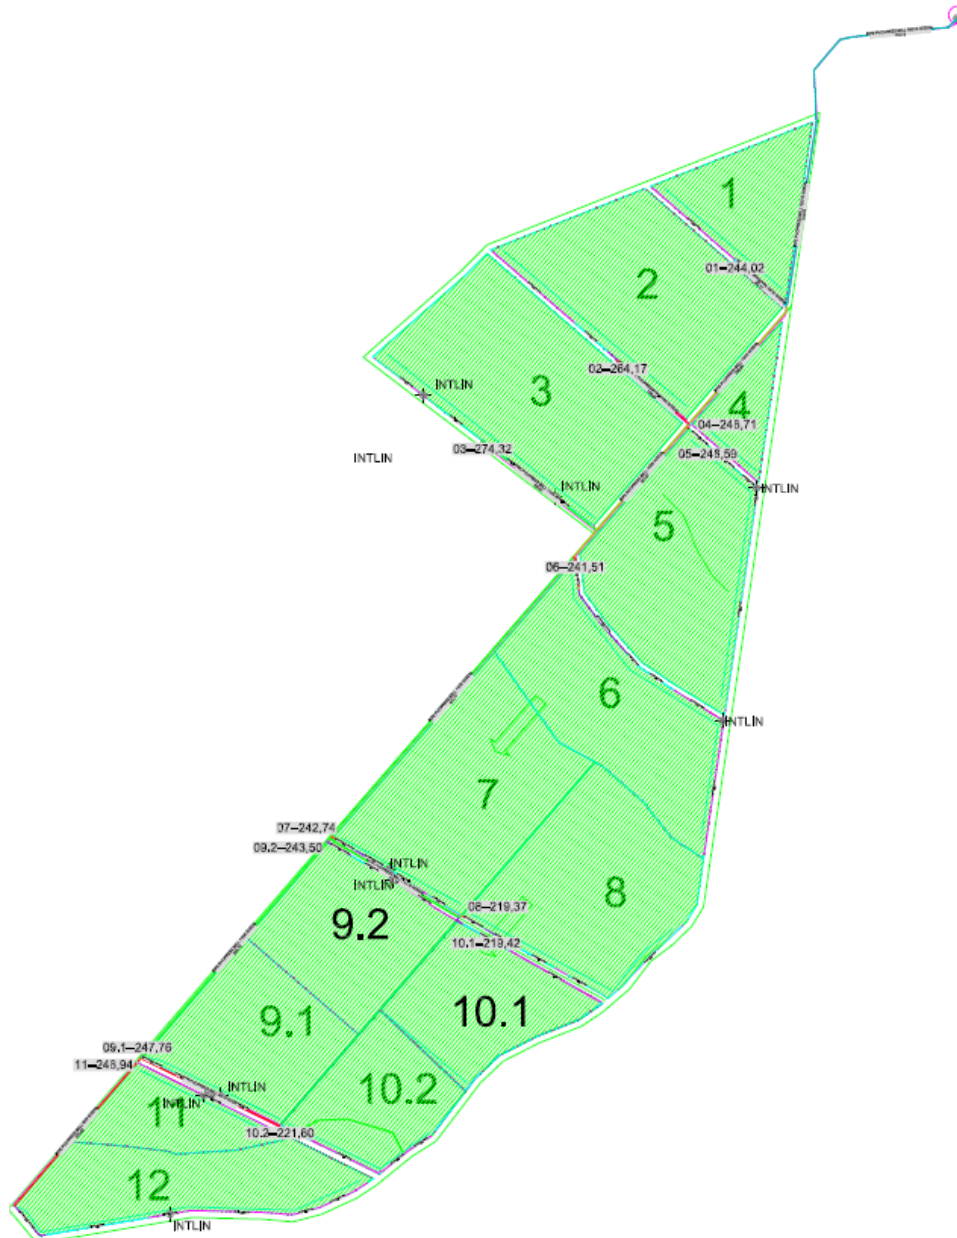 1
01-244,02
2
02-264,17
3
INTLIN
4
04-246,71
03-274,32
05-248,59
INTLIN
INTLIN
INTLIN
5
06-241,51
6
INTLIN
7
07-242,74
09.2-243,50
INTLIN
INTLIN
8
08-219,37
9.2
10.1-219,42
10.1
9.1
09.1-247,76
11-246,94
INTLIN
INTLIN
10.2
11
10.2-221,60
12
INTLIN